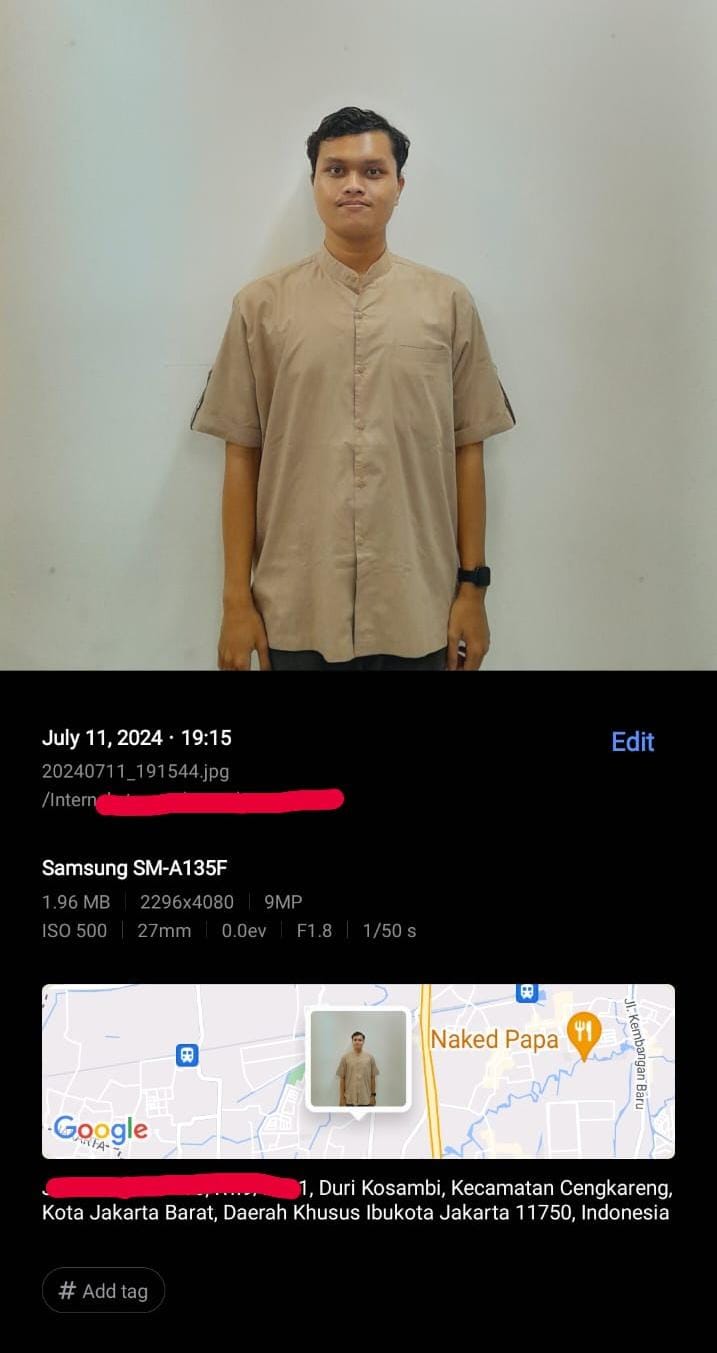 July 11, 2024 · 19:15
Edit
20240711_191544.jpg
/Intern
Samsung SM-A135F
1.96 MB 2296x4080 9MP
ISO 500 27mm 0.0ev F1.8 1/50 s
Naked Papa
Jl. Kembangan Baru
Google
1, Duri Kosambi, Kecamatan Cengkareng,
Kota Jakarta Barat, Daerah Khusus Ibukota Jakarta 11750, Indonesia
# Add tag